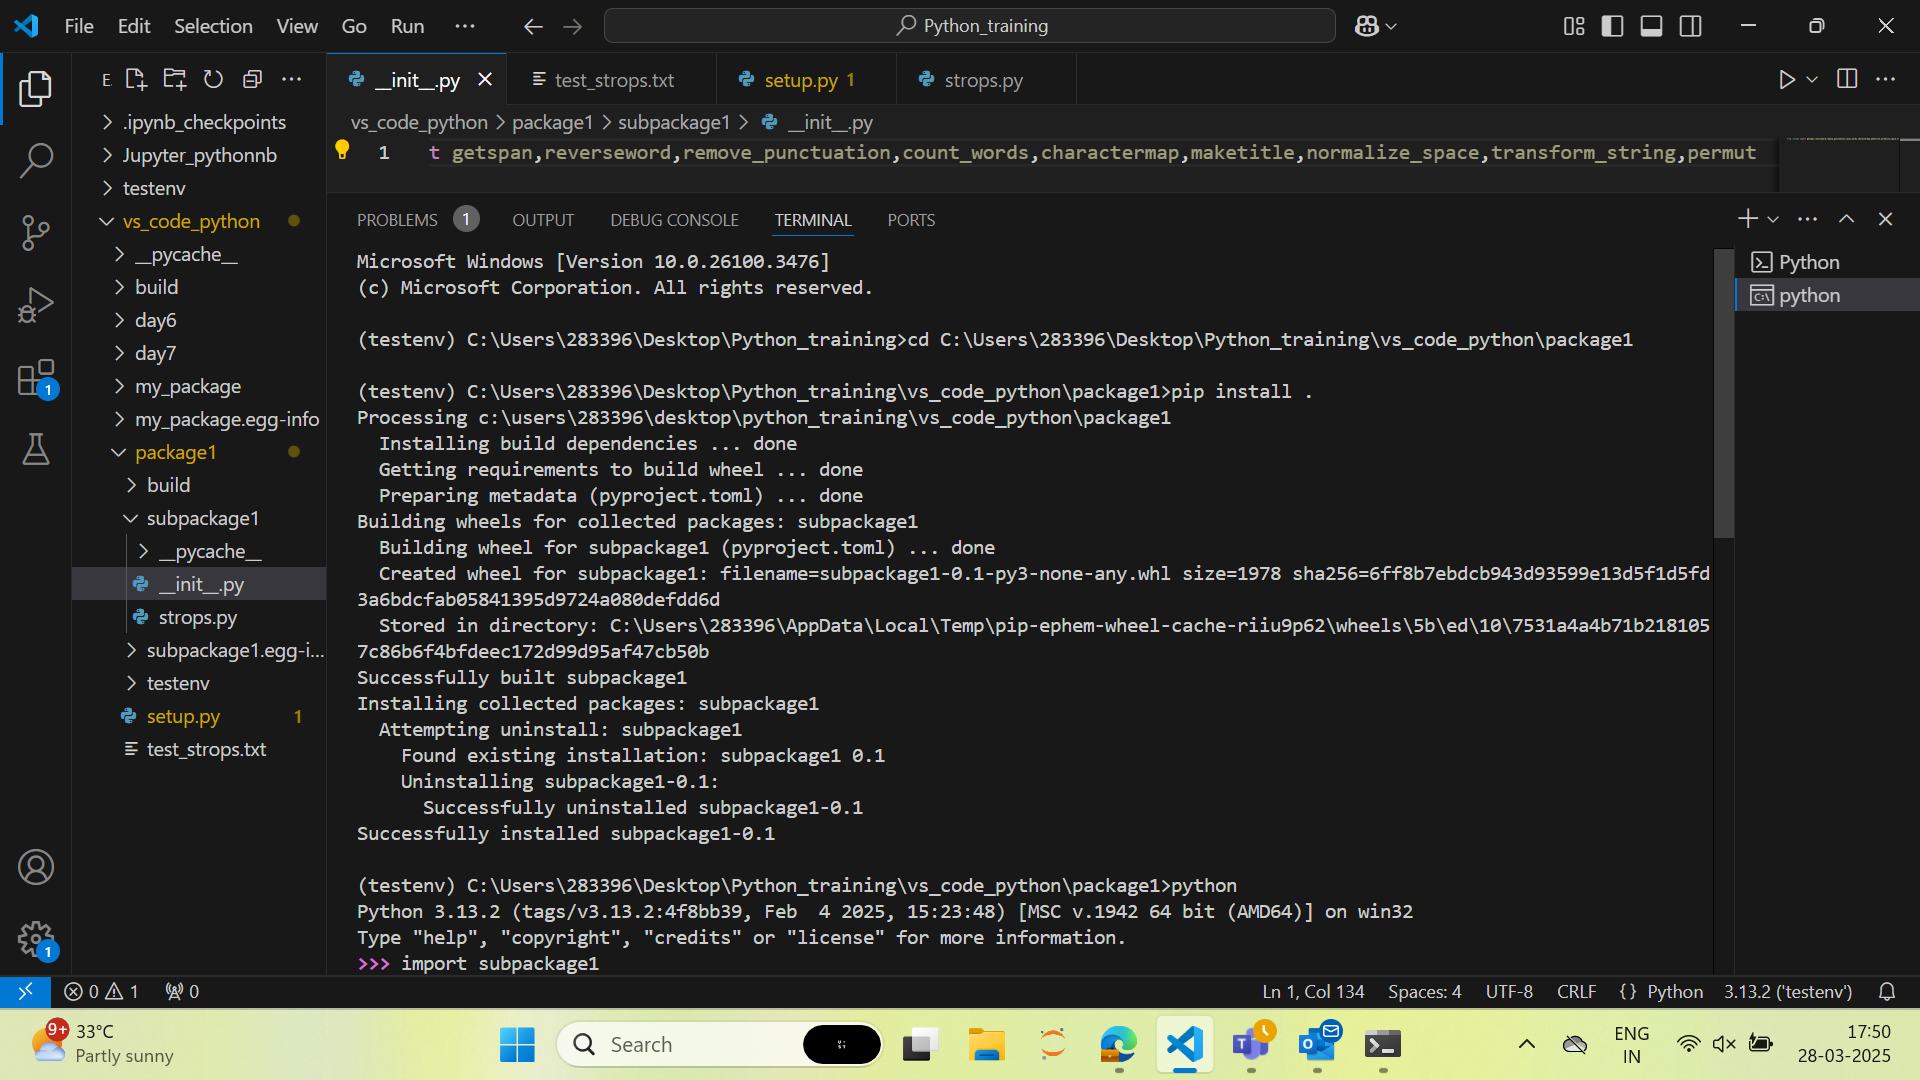 File Edit Selection View Go Run ... Python_training
E
__init__.py test_strops.txt setup.py 1 strops.py
vs_code_python > package1 > subpackage1 > __init__.py
1 t getspan,reverseword,remove_punctuation,count_words,charactermap,maketitle,normalize_space,transform_string,permut
.ipynb_checkpoints
Jupyter_pythonnb
testenv
vs_code_python
__pycache__
build
day6
day7
my_package
my_package.egg-info
package1
build
subpackage1
__pycache__
__init__.py
strops.py
subpackage1.egg-i...
testenv
setup.py 1
test_strops.txt
1
1
PROBLEMS 1 OUTPUT DEBUG CONSOLE TERMINAL PORTS
Microsoft Windows [Version 10.0.26100.3476]
(c) Microsoft Corporation. All rights reserved.
(testenv) C:\Users\283396\Desktop\Python_training>cd C:\Users\283396\Desktop\Python_training\vs_code_python\package1
(testenv) C:\Users\283396\Desktop\Python_training\vs_code_python\package1>pip install .
Processing c:\users\283396\desktop\python_training\vs_code_python\package1
Installing build dependencies ... done
Getting requirements to build wheel ... done
Preparing metadata (pyproject.toml) ... done
Building wheels for collected packages: subpackage1
Building wheel for subpackage1 (pyproject.toml) ... done
Created wheel for subpackage1: filename=subpackage1-0.1-py3-none-any.whl size=1978 sha256=6ff8b7ebdcb943d93599e13d5f1d5fd
3a6bdcfab05841395d9724a080defdd6d
Stored in directory: C:\Users\283396\AppData\Local\Temp\pip-ephem-wheel-cache-riiu9p62\wheels\5b\ed\10\7531a4a4b71b218105
7c86b6f4bfdeec172d99d95af47cb50b
Successfully built subpackage1
Installing collected packages: subpackage1
Attempting uninstall: subpackage1
Found existing installation: subpackage1 0.1
Uninstalling subpackage1-0.1:
Successfully uninstalled subpackage1-0.1
Successfully installed subpackage1-0.1
(testenv) C:\Users\283396\Desktop\Python_training\vs_code_python\package1>python
Python 3.13.2 (tags/v3.13.2:4f8bb39, Feb  4 2025, 15:23:48) [MSC v.1942 64 bit (AMD64)] on win32
Type "help", "copyright", "credits" or "license" for more information.
>>> import subpackage1
Python
python
0 1 0 Ln 1, Col 134 Spaces: 4 UTF-8 CRLF {} Python 3.13.2 ('testenv')
9+ 33°C
Partly sunny
Search
ENG
IN
17:50
28-03-2025